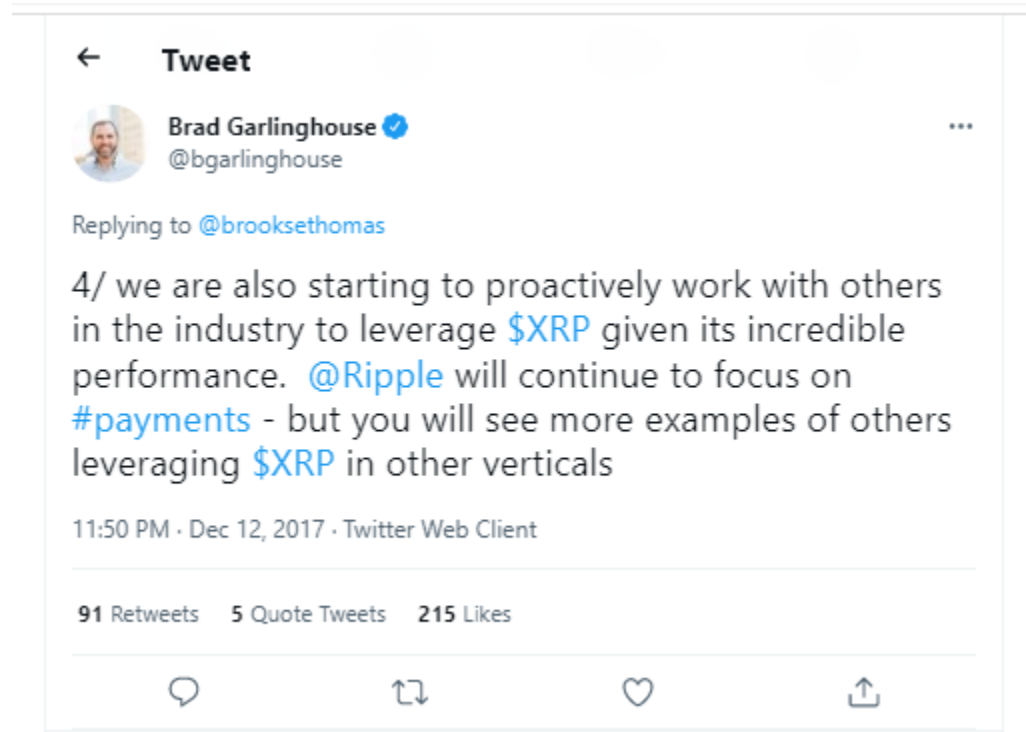 Tweet
Brad Garlinghouse
@bgarlinghouse
Replying to @brooksethomas
4/ we are also starting to proactively work with others
in the industry to leverage $XRP given its incredible
performance.  @Ripple will continue to focus on
#payments - but you will see more examples of others
leveraging $XRP in other verticals
11:50 PM · Dec 12, 2017 · Twitter Web Client
91 Retweets 5 Quote Tweets 215 Likes